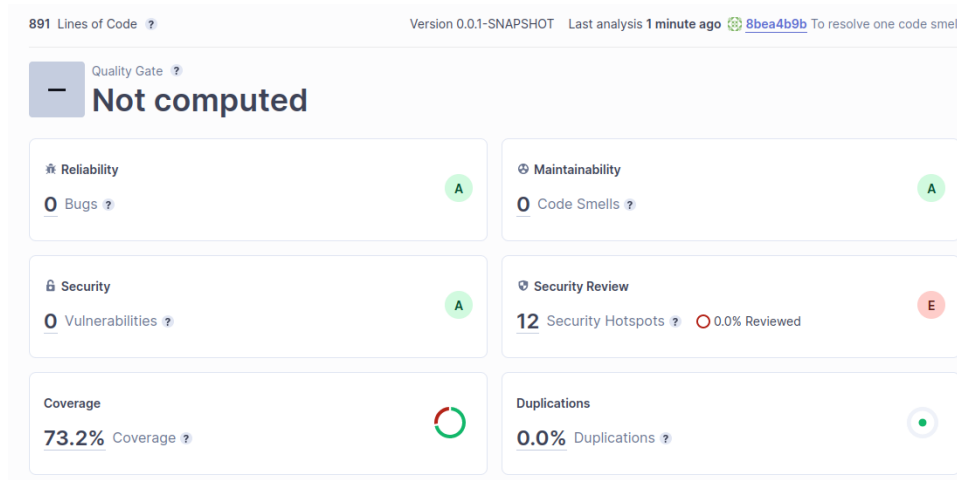 891 Lines of Code ? Version 0.0.1-SNAPSHOT Last analysis 1 minute ago 8bea4b9b To resolve one code smel
Quality Gate ?
– Not computed
Reliability
0 Bugs ?
A
Maintainability
0 Code Smells ?
A
Security
0 Vulnerabilities ?
A
Security Review
12 Security Hotspots ? 0.0% Reviewed
E
Coverage
73.2% Coverage ?
Duplications
0.0% Duplications ?